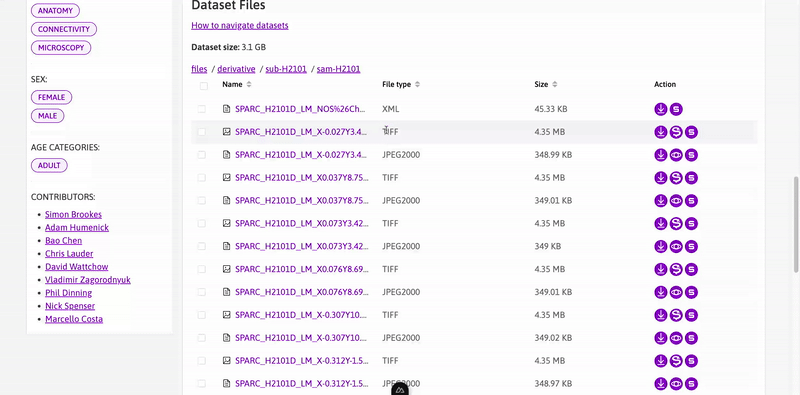 ANATOMY
CONNECTIVITY
MICROSCOPY
SEX:
FEMALE
MALE
AGE CATEGORIES:
ADULT
CONTRIBUTORS:
Simon Brookes
Adam Humenick
Bao Chen
Chris Lauder
David Wattchow
Vladimir Zagorodnyuk
Phil Dinning
Nick Spenser
Marcello Costa
Dataset Files
How to navigate datasets
Dataset size: 3.1 GB
files / derivative / sub-H2101 / sam-H2101
Name File type Size Action
SPARC_H2101D_LM_NOS%26Ch... XML 45.33 KB
SPARC_H2101D_LM_X-0.027Y3.4... TIFF 4.35 MB
SPARC_H2101D_LM_X-0.027Y3.4... JPEG2000 348.99 KB
SPARC_H2101D_LM_X0.037Y8.75... TIFF 4.35 MB
SPARC_H2101D_LM_X0.037Y8.75... JPEG2000 349.01 KB
SPARC_H2101D_LM_X0.073Y3.42... TIFF 4.35 MB
SPARC_H2101D_LM_X0.073Y3.42... JPEG2000 349 KB
SPARC_H2101D_LM_X0.076Y8.69... TIFF 4.35 MB
SPARC_H2101D_LM_X0.076Y8.69... JPEG2000 349.01 KB
SPARC_H2101D_LM_X-0.307Y10.... TIFF 4.35 MB
SPARC_H2101D_LM_X-0.307Y10.... JPEG2000 349.02 KB
SPARC_H2101D_LM_X-0.312Y-1.5... TIFF 4.35 MB
SPARC_H2101D_LM_X-0.312Y-1.5... JPEG2000 348.97 KB